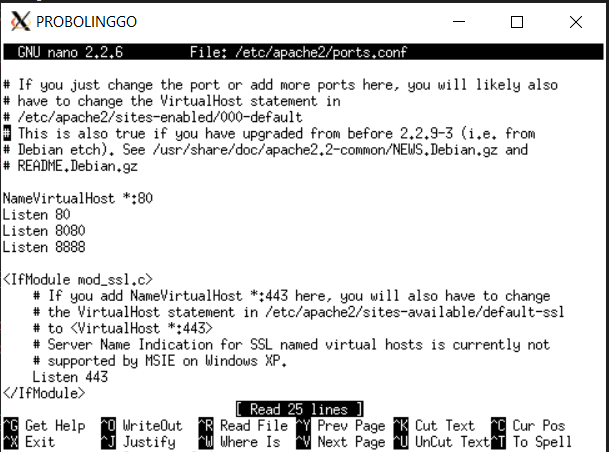 PROBOLINGGO
GNU nano 2.2.6 File: /etc/apache2/ports.conf
# If you just change the port or add more ports here, you will likely also
# have to change the VirtualHost statement in
# /etc/apache2/sites-enabled/000-default
# This is also true if you have upgraded from before 2.2.9-3 (i.e. from
# Debian etch). See /usr/share/doc/apache2.2-common/NEWS.Debian.gz and
# README.Debian.gz
NameVirtualHost *:80
Listen 80
Listen 8080
Listen 8888
<IfModule mod_ssl.c>
# If you add NameVirtualHost *:443 here, you will also have to change
# the VirtualHost statement in /etc/apache2/sites-available/default-ssl
# to <VirtualHost *:443>
# Server Name Indication for SSL named virtual hosts is currently not
# supported by MSIE on Windows XP.
Listen 443
</IfModule>
[ Read 25 lines ]
^G Get Help ^O WriteOut ^R Read File ^Y Prev Page ^K Cut Text ^C Cur Pos
^X Exit ^J Justify ^W Where Is ^V Next Page ^U UnCut Text ^T To Spell